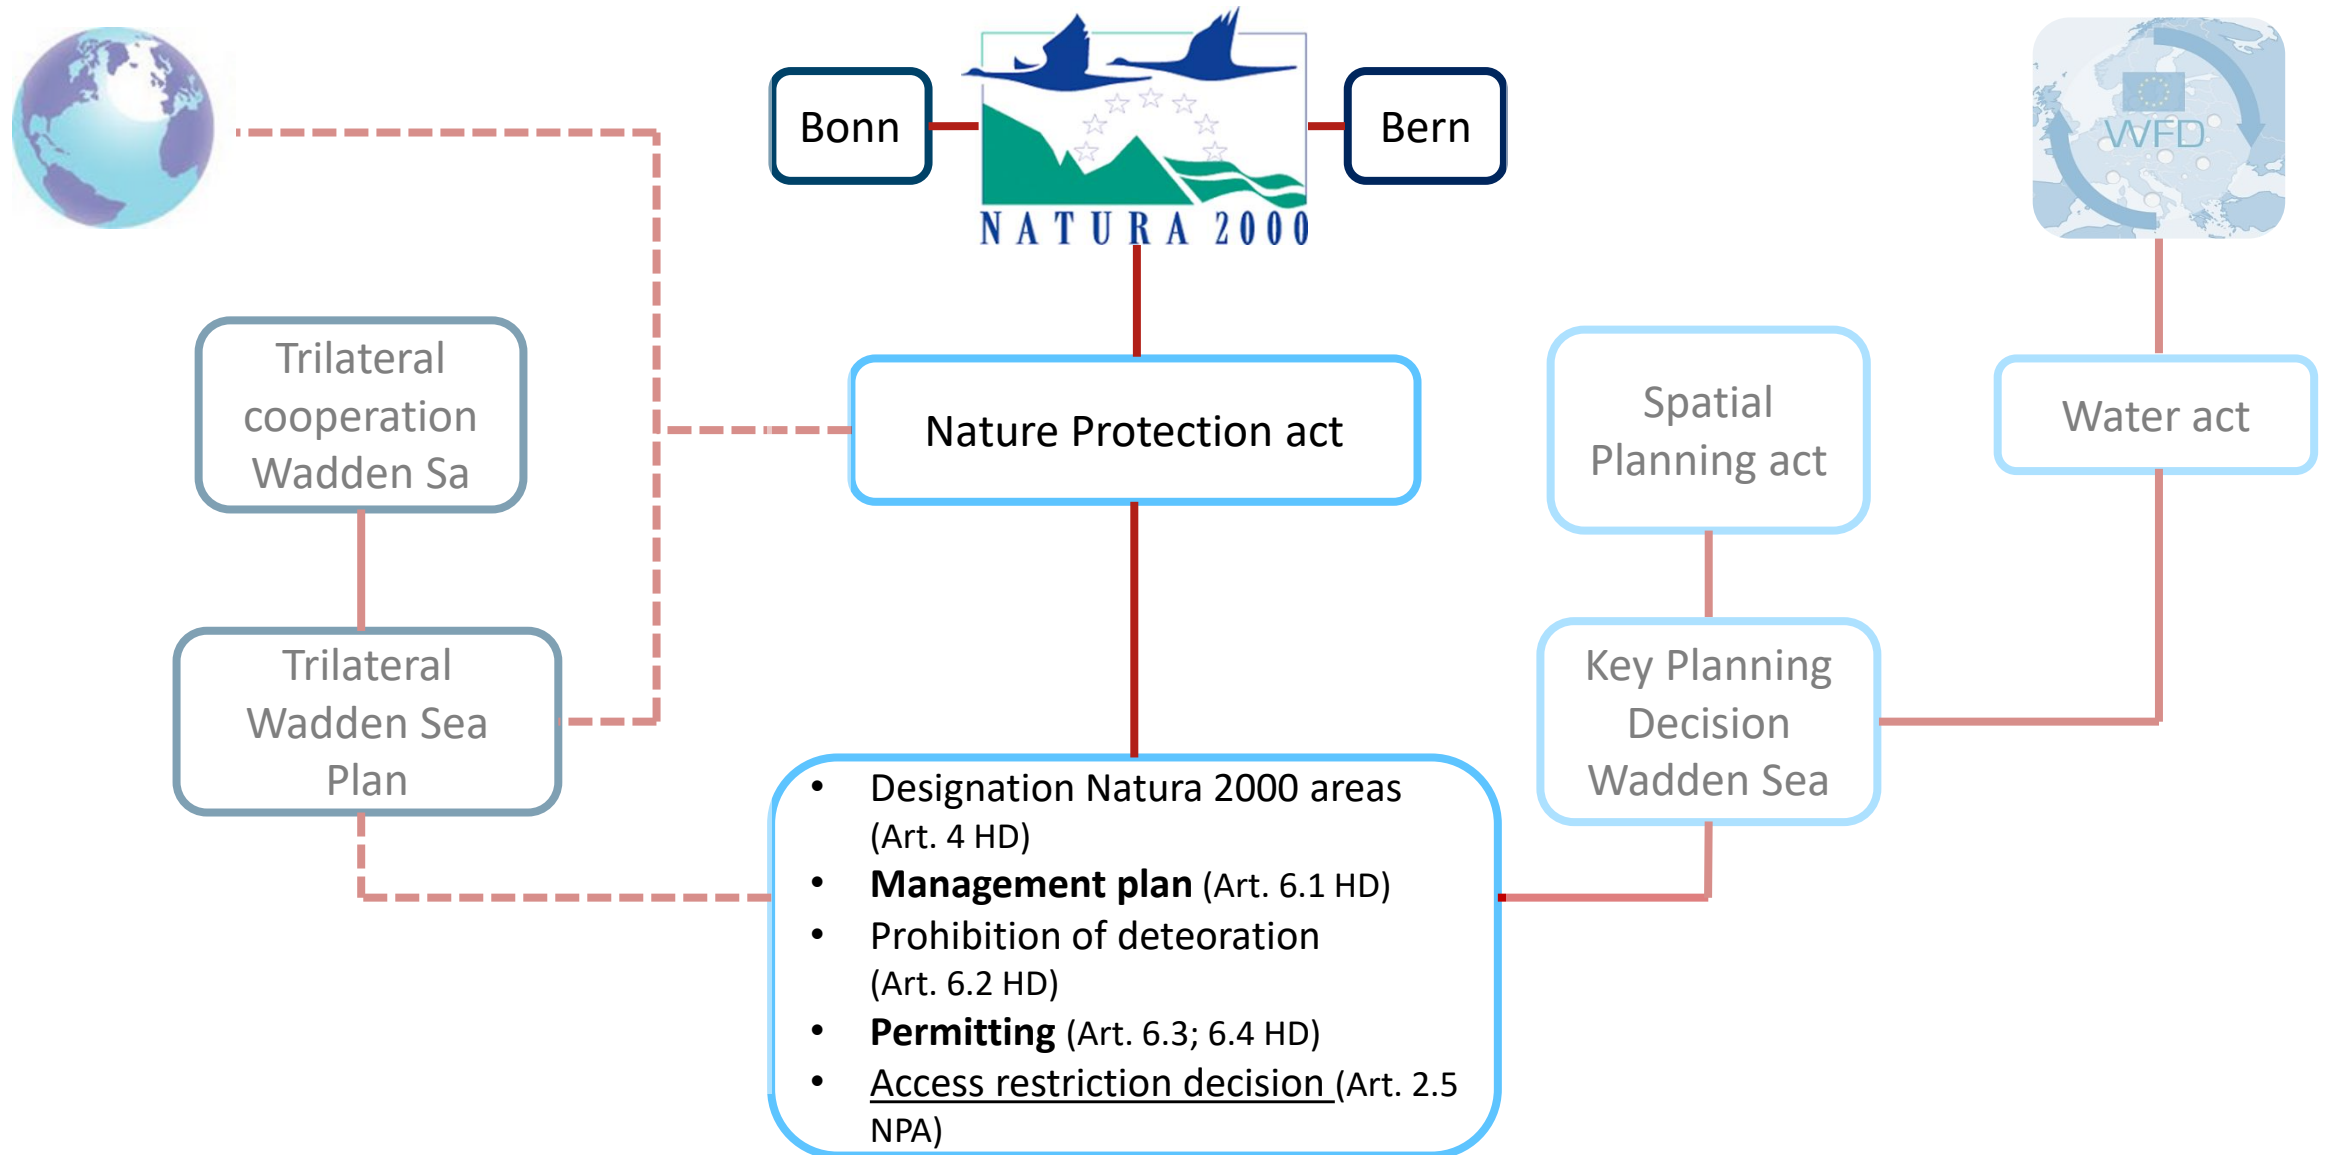 Bonn
NATURA 2000
Bern
WFD
Trilateral
cooperation
Wadden Sa
Nature Protection act
Spatial
Planning act
Water act
Trilateral
Wadden Sea
Plan
Key Planning
Decision
Wadden Sea
• Designation Natura 2000 areas
(Art. 4 HD)
• Management plan (Art. 6.1 HD)
• Prohibition of deteoration
(Art. 6.2 HD)
• Permitting (Art. 6.3; 6.4 HD)
• Access restriction decision (Art. 2.5
NPA)